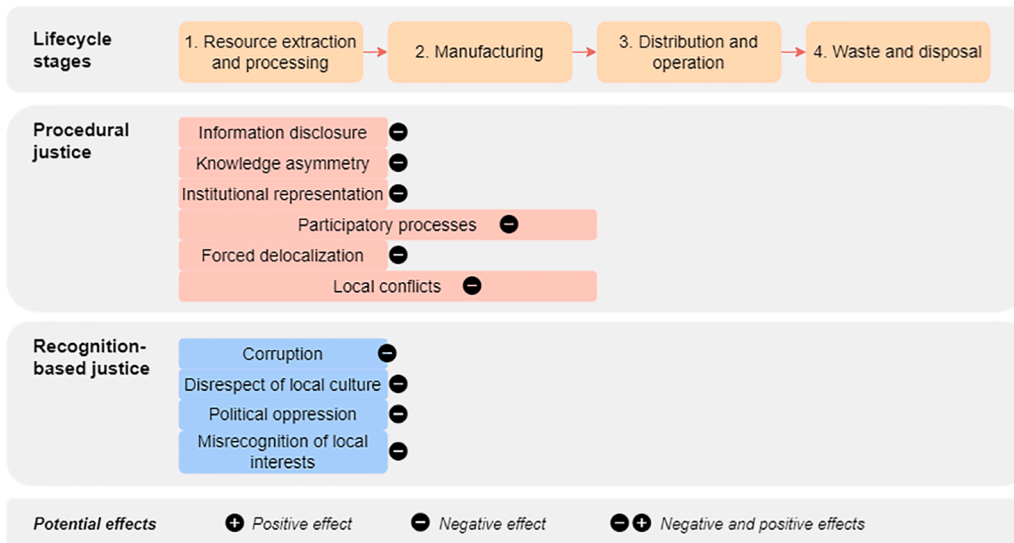 Lifecycle
stages
1. Resource extraction
and processing
2. Manufacturing
3. Distribution and
operation
4. Waste and disposal
Procedural
justice
Information disclosure
Knowledge asymmetry
Institutional representation
Participatory processes
Forced delocalization
Local conflicts
Recognition-
based justice
Corruption
Disrespect of local culture
Political oppression
Misrecognition of local
interests
Potential effects
Positive effect
Negative effect
Negative and positive effects